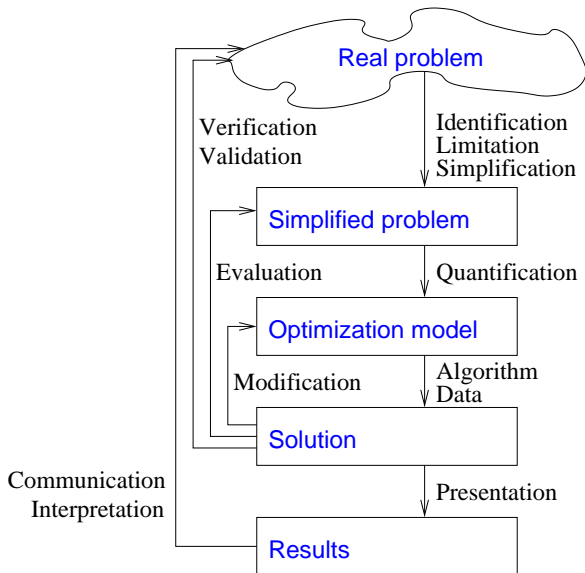 Real problem
Verification
Validation
Identification
Limitation
Simplification
Simplified problem
Evaluation
Quantification
Optimization model
Modification
Algorithm
Data
Solution
Communication
Interpretation
Presentation
Results